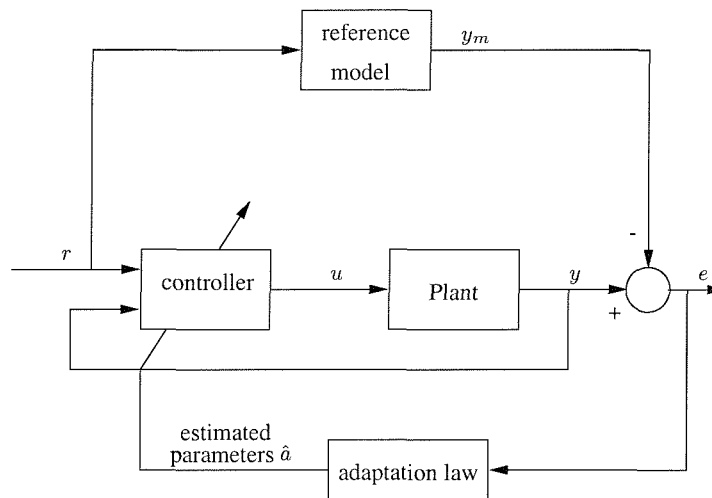 reference
model
y_m
r
controller
u
Plant
y
-
+
e
estimated
parameters â
adaptation law